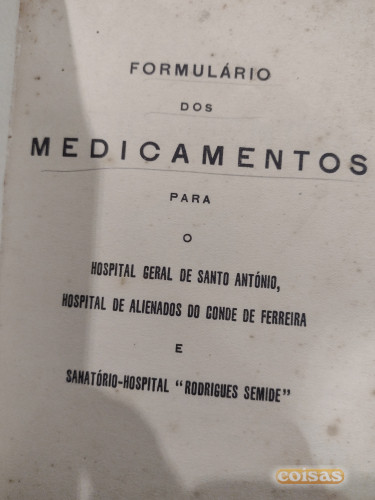 FORMULÁRIO
DOS
MEDICAMENTOS
PARA
O
HOSPITAL GERAL DE SANTO ANTÓNIO,
HOSPITAL DE ALIENADOS DO CONDE DE FERREIRA
E
SANATÓRIO-HOSPITAL "RODRIGUES SEMIDE"
coisas